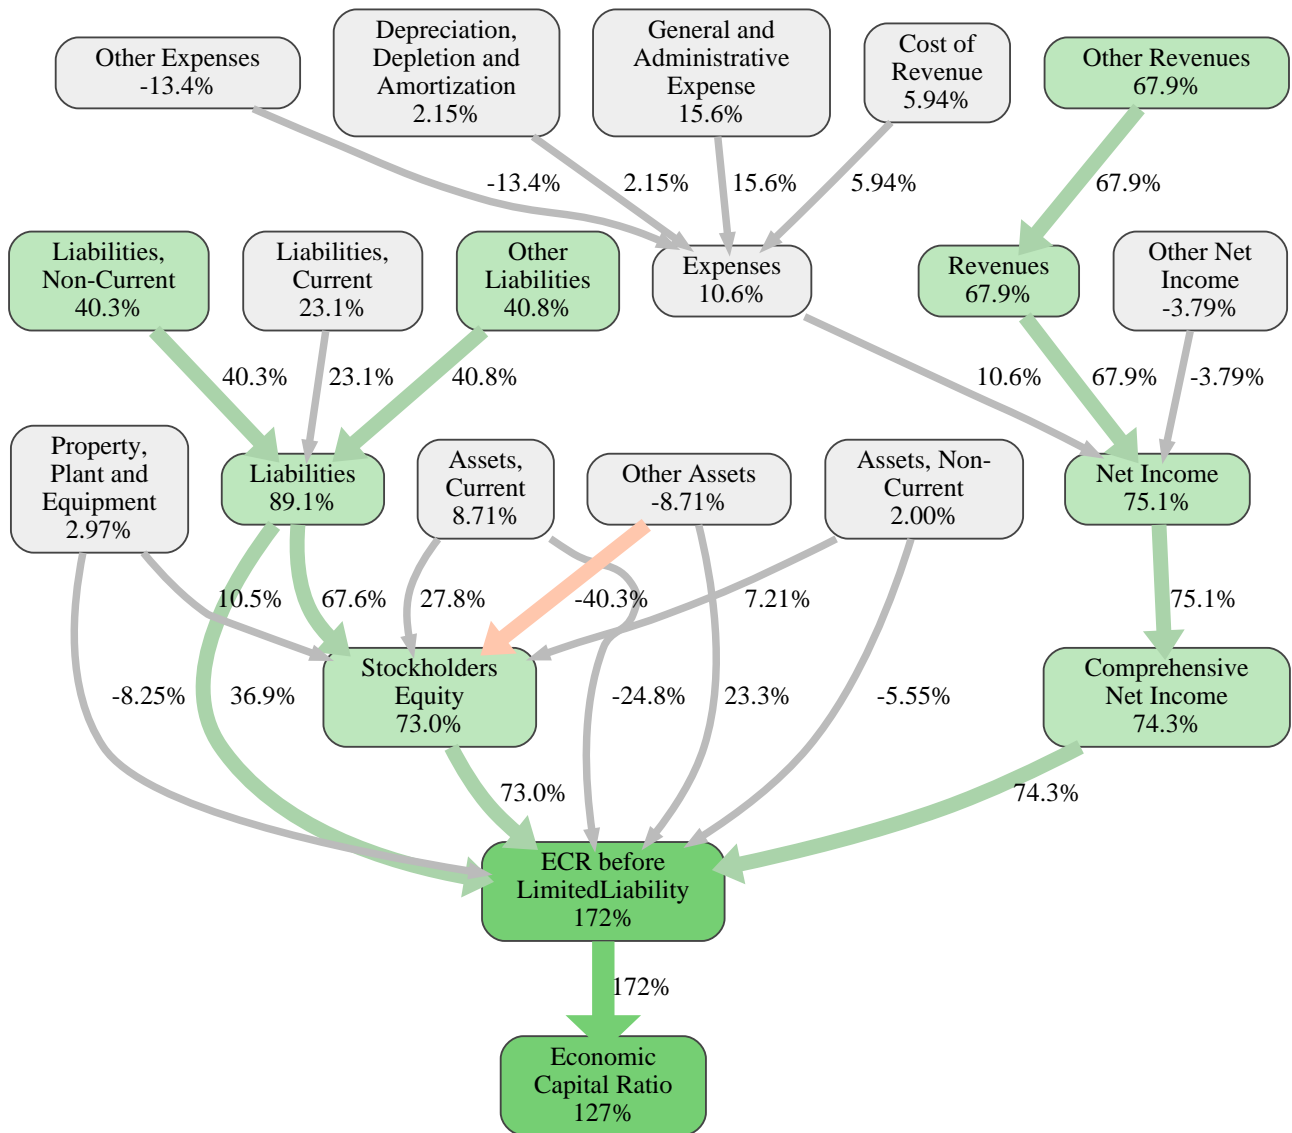 Other Expenses
-13.4%
Depreciation,
Depletion and
Amortization
2.15%
General and
Administrative
Expense
15.6%
Cost of
Revenue
5.94%
Other Revenues
67.9%
-13.4%
2.15%
15.6%
5.94%
67.9%
Liabilities,
Non-Current
40.3%
Liabilities,
Current
23.1%
Other
Liabilities
40.8%
Expenses
10.6%
Revenues
67.9%
Other Net
Income
-3.79%
40.3%
23.1%
40.8%
10.6%
67.9%
-3.79%
Property,
Plant and
Equipment
2.97%
Liabilities
89.1%
Assets,
Current
8.71%
Other Assets
-8.71%
Assets, Non-
Current
2.00%
Net Income
75.1%
10.5%
67.6%
27.8%
-40.3%
7.21%
75.1%
-8.25%
36.9%
Stockholders
Equity
73.0%
-24.8%
23.3%
-5.55%
Comprehensive
Net Income
74.3%
73.0%
74.3%
ECR before
LimitedLiability
172%
172%
Economic
Capital Ratio
127%